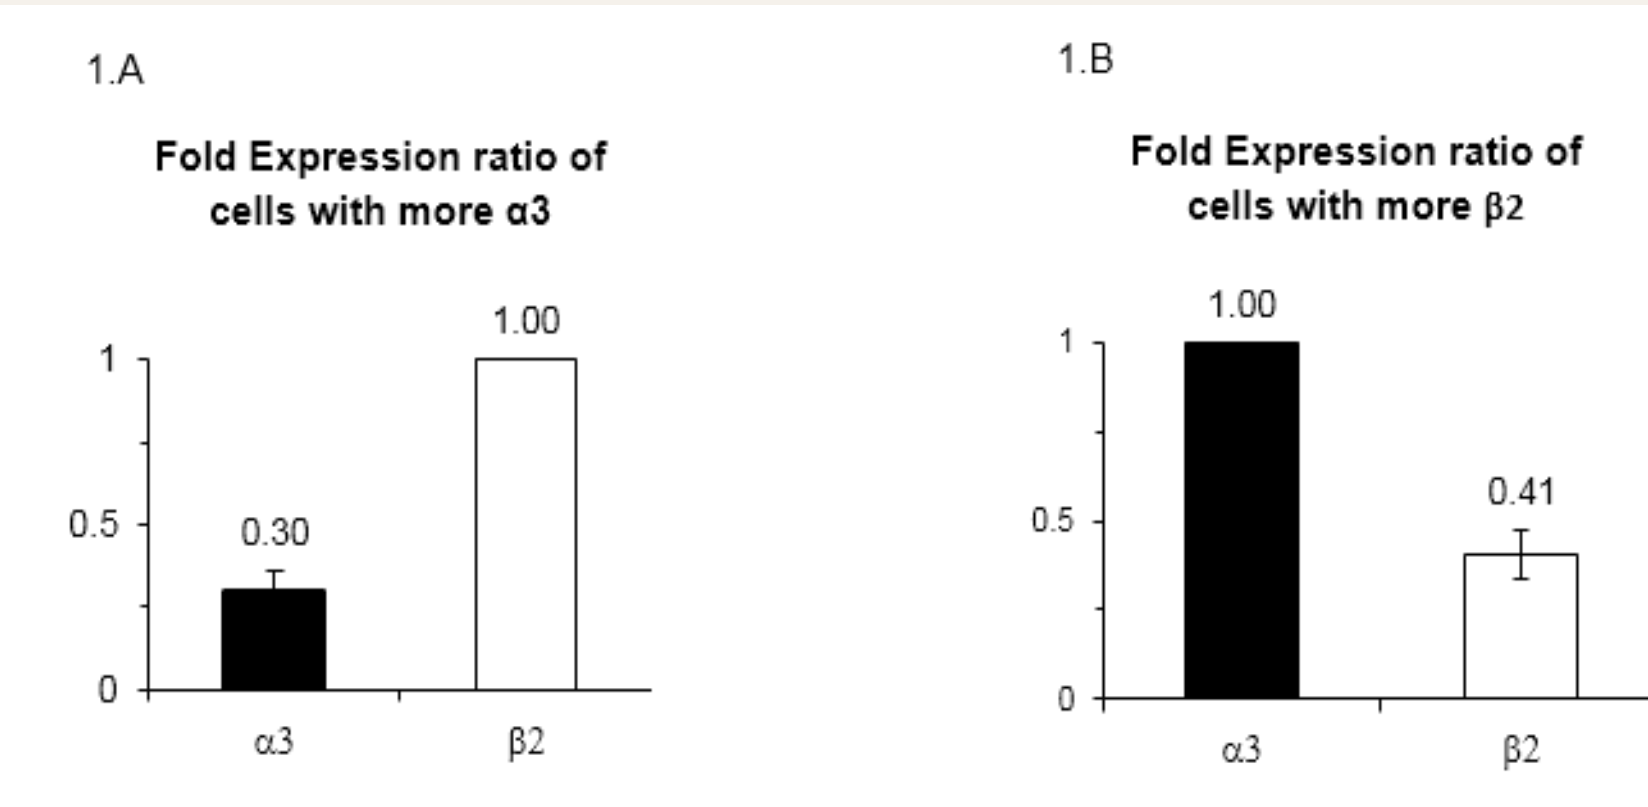 1.A
Fold Expression ratio of
cells with more α3
1.00
1
0.5
0.30
0
α3
β2
1.B
Fold Expression ratio of
cells with more β2
1.00
1
0.5
0.41
0
α3
β2